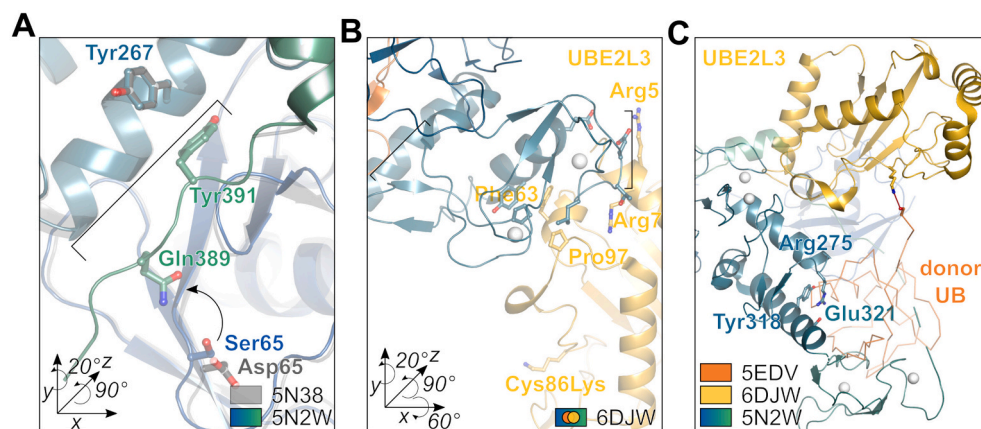 A
Tyr267
Tyr391
Gln389
Ser65
Asp65
20°
z
y
90°
x
5N38
5N2W
B
UBE2L3
Arg5
Phe63
Arg7
Pro97
Cys86Lys
20°
z
y
90°
x
60°
6DJW
C
UBE2L3
Arg275
donor
UB
Tyr318
Glu321
5EDV
6DJW
5N2W